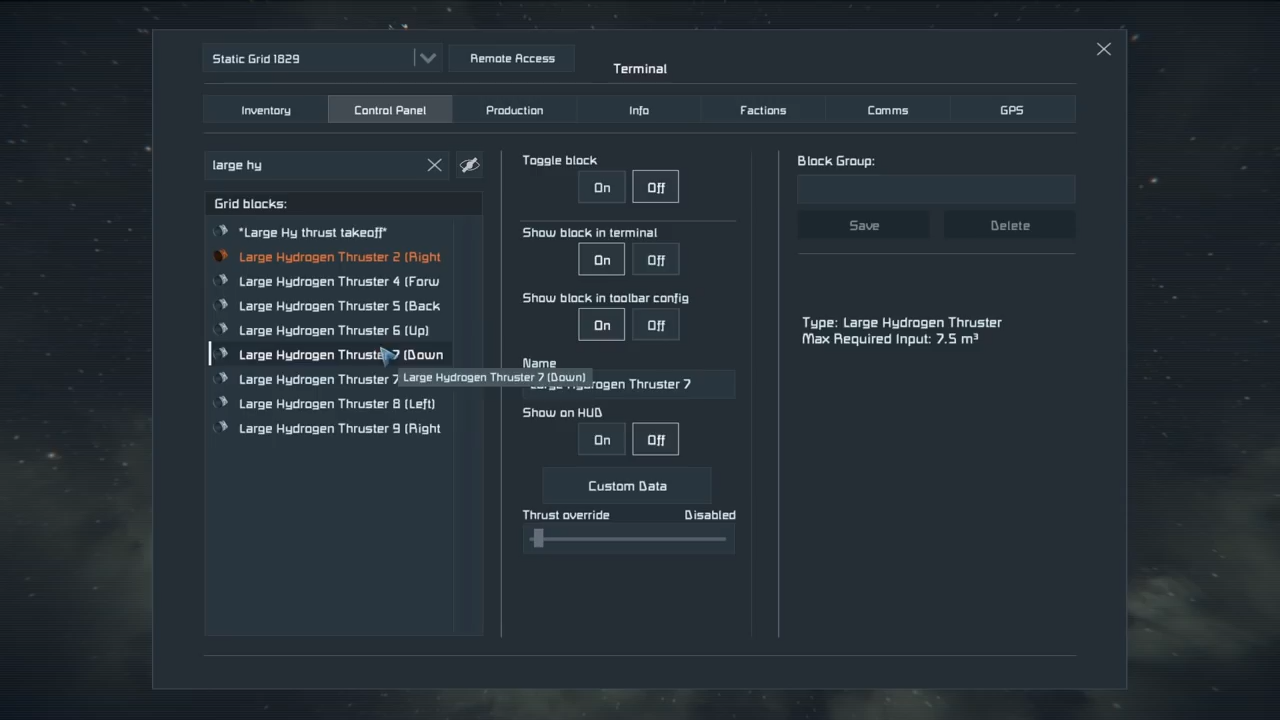 Static Grid 1829
Remote Access
Terminal
Inventory
Control Panel
Production
Info
Factions
Comms
GPS
large hy
Grid blocks:
*Large Hy thrust takeoff*
Large Hydrogen Thruster 2 (Right
Large Hydrogen Thruster 4 (Forw
Large Hydrogen Thruster 5 (Back
Large Hydrogen Thruster 6 (Up)
Large Hydrogen Thruster 7 (Down
Large Hydrogen Thruster 7
Large Hydrogen Thruster 8 (Left)
Large Hydrogen Thruster 9 (Right
Large Hydrogen Thruster 7 (Down)
Toggle block
On Off
Show block in terminal
On Off
Show block in toolbar config
On Off
Name
Large Hydrogen Thruster 7
Show on HUD
On Off
Custom Data
Thrust override Disabled
Block Group:
Save Delete
Type: Large Hydrogen Thruster
Max Required Input: 7.5 m³